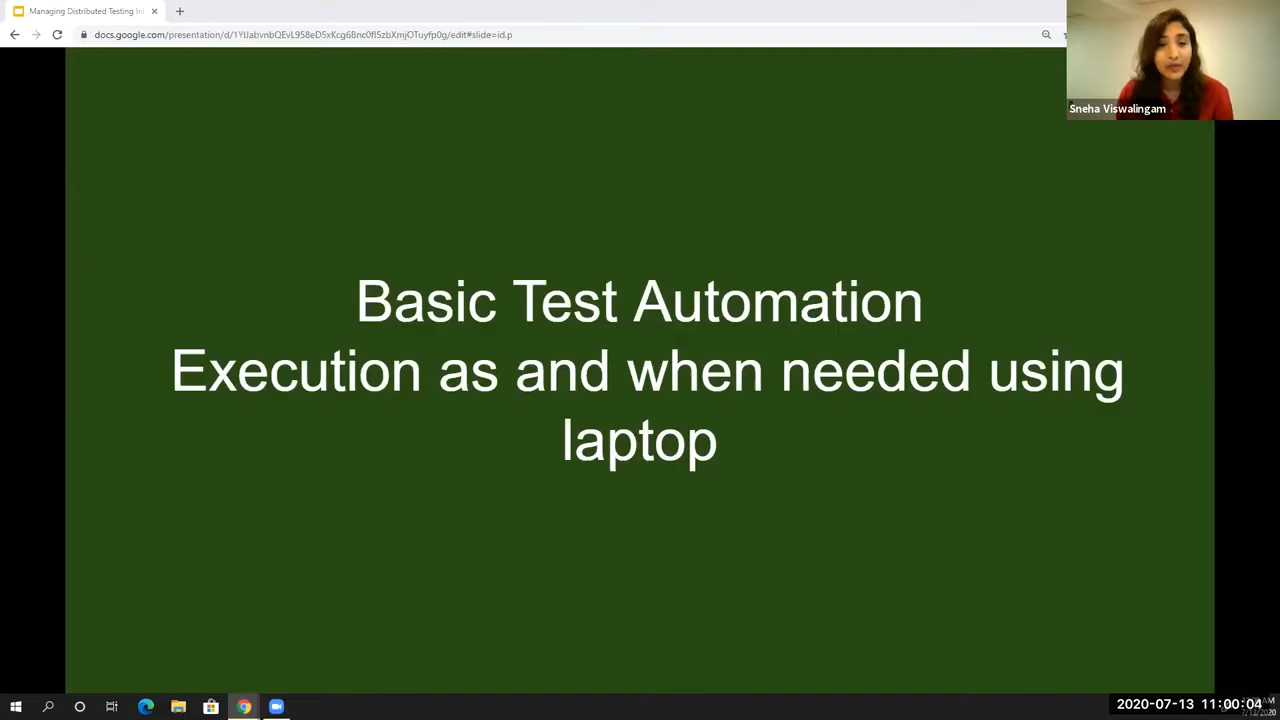 Managing Distributed Testing In
docs.google.com/presentation/d/1YlJabvnbQEvL958eD5xKcg6Bnc0fl5zbXmjOTuyfp0g/edit#slide=id.p
Sneha Viswalingam
Basic Test Automation
Execution as and when needed using
laptop
2020-07-13 11:00:04